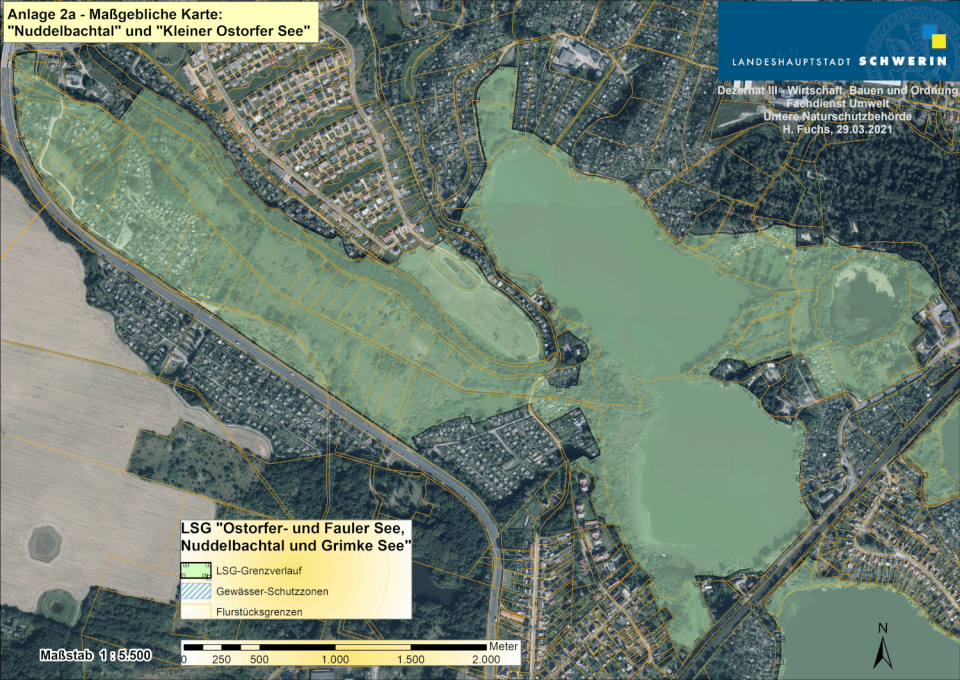 Anlage 2a - Maßgebliche Karte:
"Nuddelbachtal" und "Kleiner Ostorfer See"
LANDESHAUPTSTADT SCHWERIN
Dezernat III - Wirtschaft, Bauen und Ordnung
Fachdienst Umwelt
Untere Naturschutzbehörde
H. Fuchs, 29.03.2021
LSG "Ostorfer- und Fauler See,
Nuddelbachtal und Grimke See"
LSG-Grenzverlauf
Gewässer-Schutzzonen
Flurstücksgrenzen
Maßstab 1 : 5.500
Meter
0 250 500 1.000 1.500 2.000
N